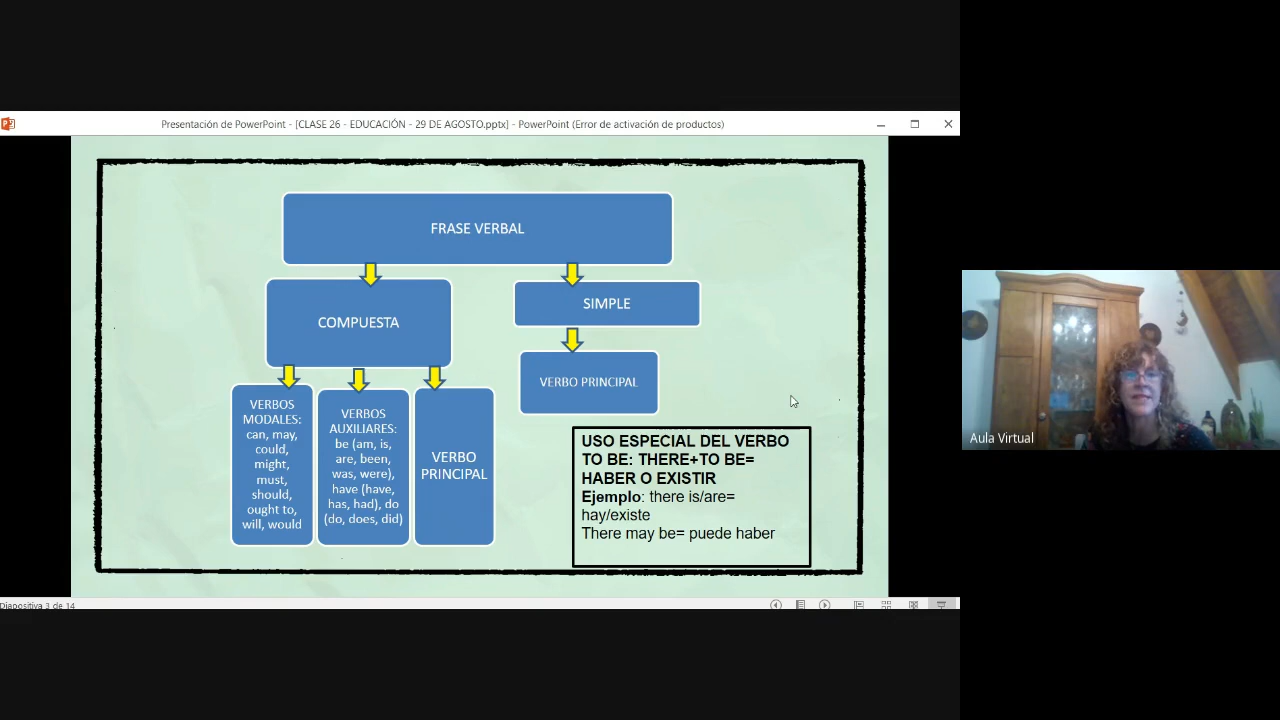 Presentación de PowerPoint - [CLASE 26 - EDUCACIÓN - 29 DE AGOSTO.pptx] - PowerPoint (Error de activación de productos)
FRASE VERBAL
COMPUESTA
SIMPLE
VERBO PRINCIPAL
VERBOS
MODALES:
can, may,
could,
might,
must,
should,
ought to,
will, would
VERBOS
AUXILIARES:
be (am, is,
are, been,
was, were),
have (have,
has, had), do
(do, does, did)
VERBO
PRINCIPAL
USO ESPECIAL DEL VERBO
TO BE: THERE+TO BE=
HABER O EXISTIR
Ejemplo: there is/are=
hay/existe
There may be= puede haber
Aula Virtual
Diapositiva 3 de 14